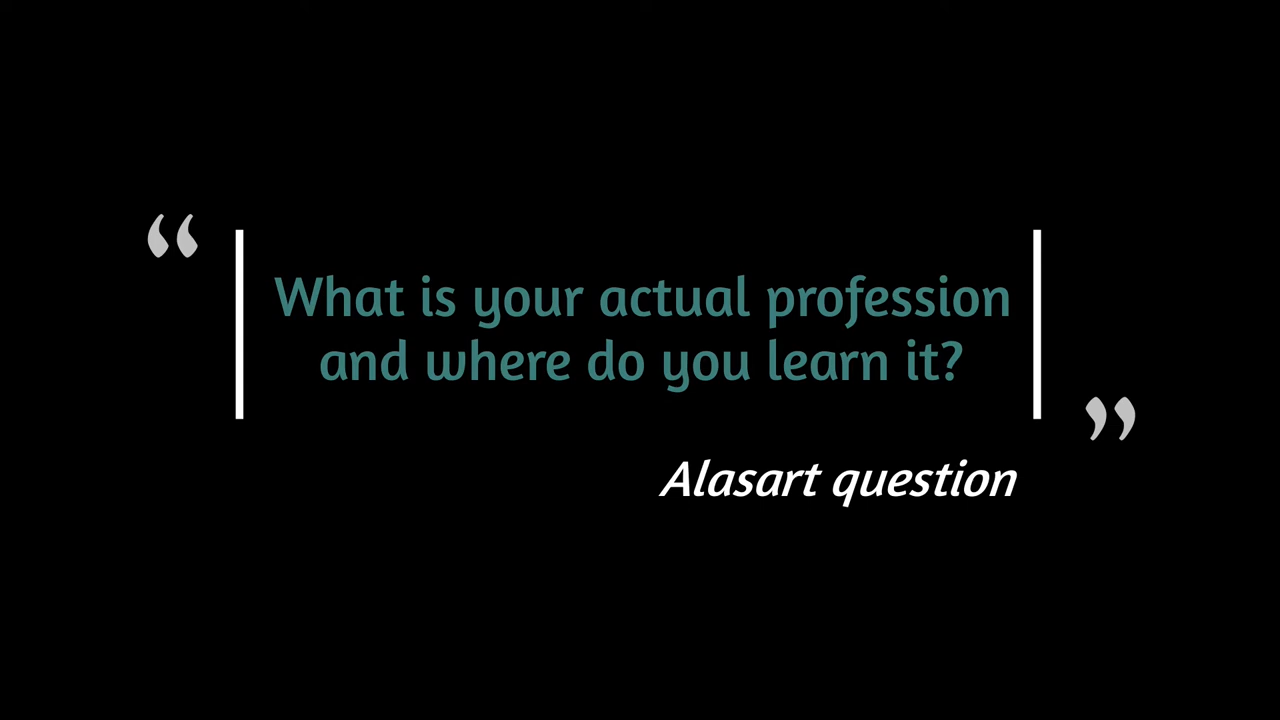 “
What is your actual profession
and where do you learn it?
”
Alasart question